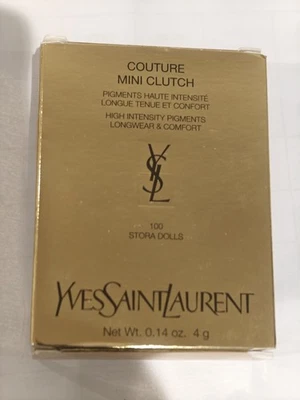 COUTURE
MINI CLUTCH
PIGMENTS HAUTE INTENSITÉ
LONGUE TENUE ET CONFORT
HIGH INTENSITY PIGMENTS
LONGWEAR & COMFORT
YSL
100
STORA DOLLS
YVESSAINTLAURENT
Net Wt. 0.14 oz. 4 g